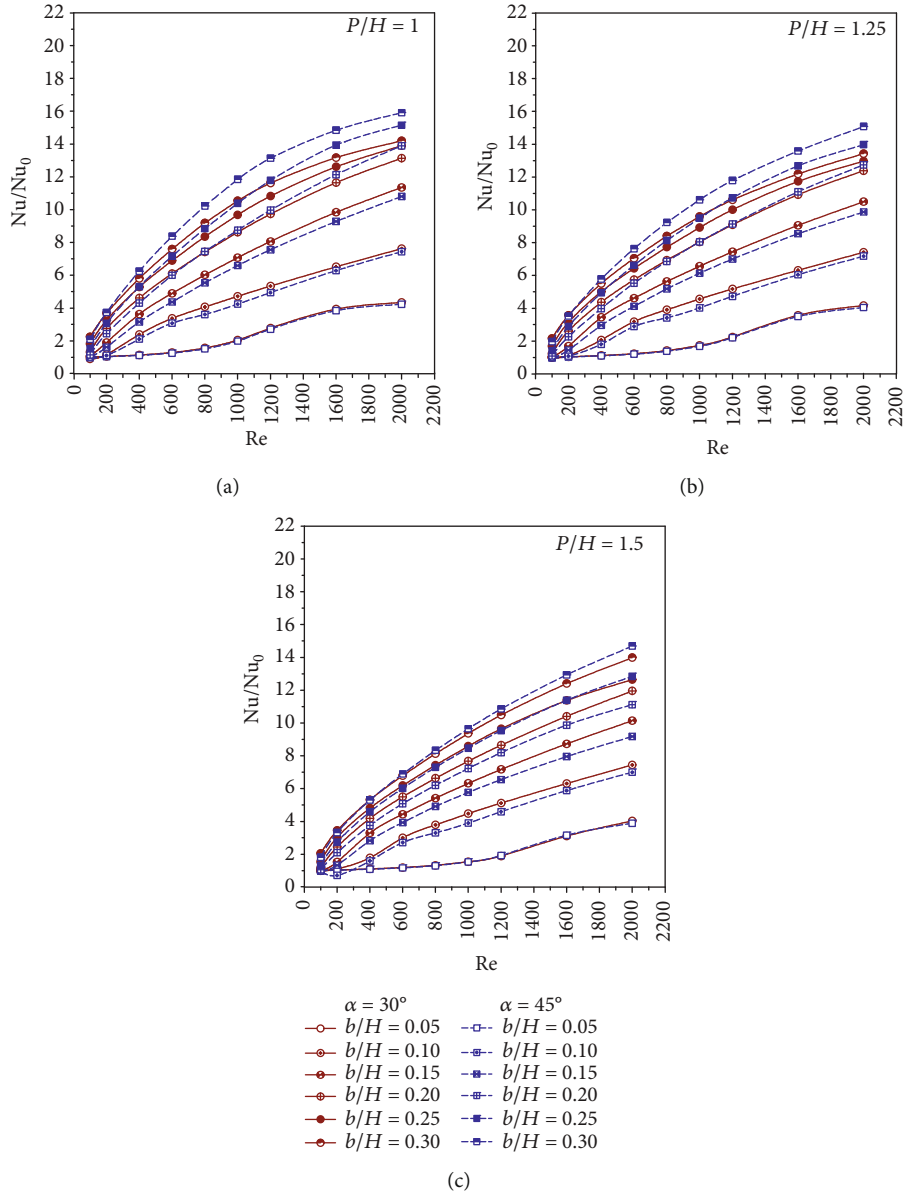 P/H = 1
Nu/Nu0
22
20
18
16
14
12
10
8
6
4
2
0
0 200 400 600 800 1000 1200 1400 1600 1800 2000 2200
Re
(a)
P/H = 1.25
Nu/Nu0
22
20
18
16
14
12
10
8
6
4
2
0
0 200 400 600 800 1000 1200 1400 1600 1800 2000 2200
Re
(b)
P/H = 1.5
Nu/Nu0
22
20
18
16
14
12
10
8
6
4
2
0
0 200 400 600 800 1000 1200 1400 1600 1800 2000 2200
Re
α = 30° α = 45°
b/H = 0.05 b/H = 0.05
b/H = 0.10 b/H = 0.10
b/H = 0.15 b/H = 0.15
b/H = 0.20 b/H = 0.20
b/H = 0.25 b/H = 0.25
b/H = 0.30 b/H = 0.30
(c)